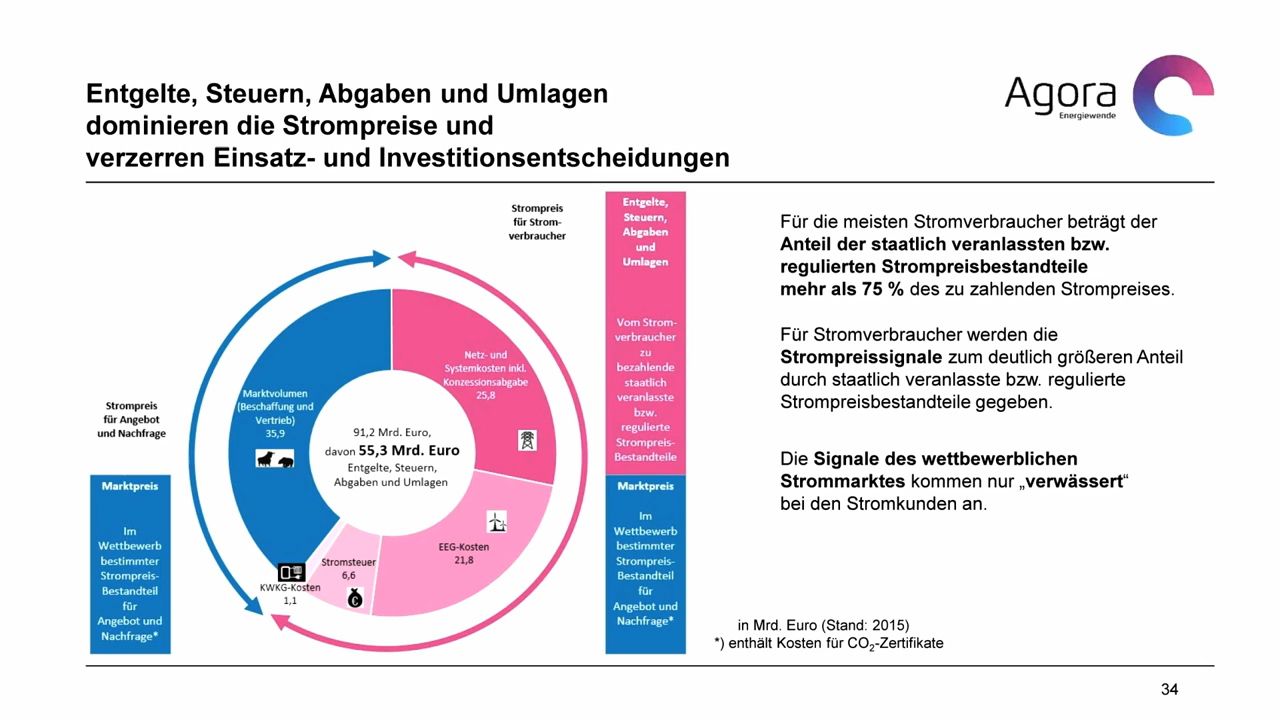 Entgelte, Steuern, Abgaben und Umlagen
dominieren die Strompreise und
verzerren Einsatz- und Investitionsentscheidungen
Agora
Energiewende
Strompreis
für Strom-
verbraucher
Entgelte,
Steuern,
Abgaben
und
Umlagen
Vom Strom-
verbraucher
zu
bezahlende
staatlich
veranlasste
bzw.
regulierte
Strompreis-
Bestandteile
Marktpreis
Im
Wettbewerb
bestimmter
Strompreis-
Bestandteil
für
Angebot und
Nachfrage*
Strompreis
für Angebot
und Nachfrage
Marktpreis
Im
Wettbewerb
bestimmter
Strompreis-
Bestandteil
für
Angebot und
Nachfrage*
Marktvolumen
(Beschaffung und
Vertrieb)
35,9
Netz- und
Systemkosten inkl.
Konzessionsabgabe
25,8
91,2 Mrd. Euro,
davon 55,3 Mrd. Euro
Entgelte, Steuern,
Abgaben und Umlagen
EEG-Kosten
21,8
Stromsteuer
6,6
€
KWKG-Kosten
1,1
Für die meisten Stromverbraucher beträgt der
Anteil der staatlich veranlassten bzw.
regulierten Strompreisbestandteile
mehr als 75 % des zu zahlenden Strompreises.
Für Stromverbraucher werden die
Strompreissignale zum deutlich größeren Anteil
durch staatlich veranlasste bzw. regulierte
Strompreisbestandteile gegeben.
Die Signale des wettbewerblichen
Strommarktes kommen nur „verwässert“
bei den Stromkunden an.
in Mrd. Euro (Stand: 2015)
*) enthält Kosten für CO₂-Zertifikate
34